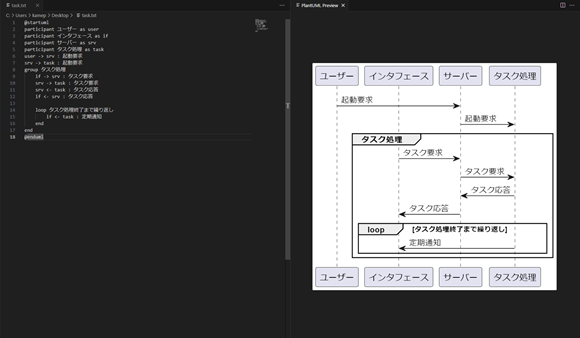 task.txt
C: > Users > kamep > Desktop > task.txt
1 @startuml
2 participant ユーザー as user
3 participant インタフェース as if
4 participant サーバー as srv
5 participant タスク処理 as task
6 user -> srv : 起動要求
7 srv -> task : 起動要求
8 group タスク処理
9 if -> srv : タスク要求
10 srv -> task : タスク要求
11 srv <- task : タスク応答
12 if <- srv : タスク応答
13
14 loop タスク処理終了まで繰り返し
15 if <- task : 定期通知
16 end
17 end
18 @enduml
PlantUML Preview
ユーザー インタフェース サーバー タスク処理
起動要求
起動要求
タスク処理
タスク要求
タスク要求
タスク応答
タスク応答
loop [タスク処理終了まで繰り返し]
定期通知
ユーザー インタフェース サーバー タスク処理